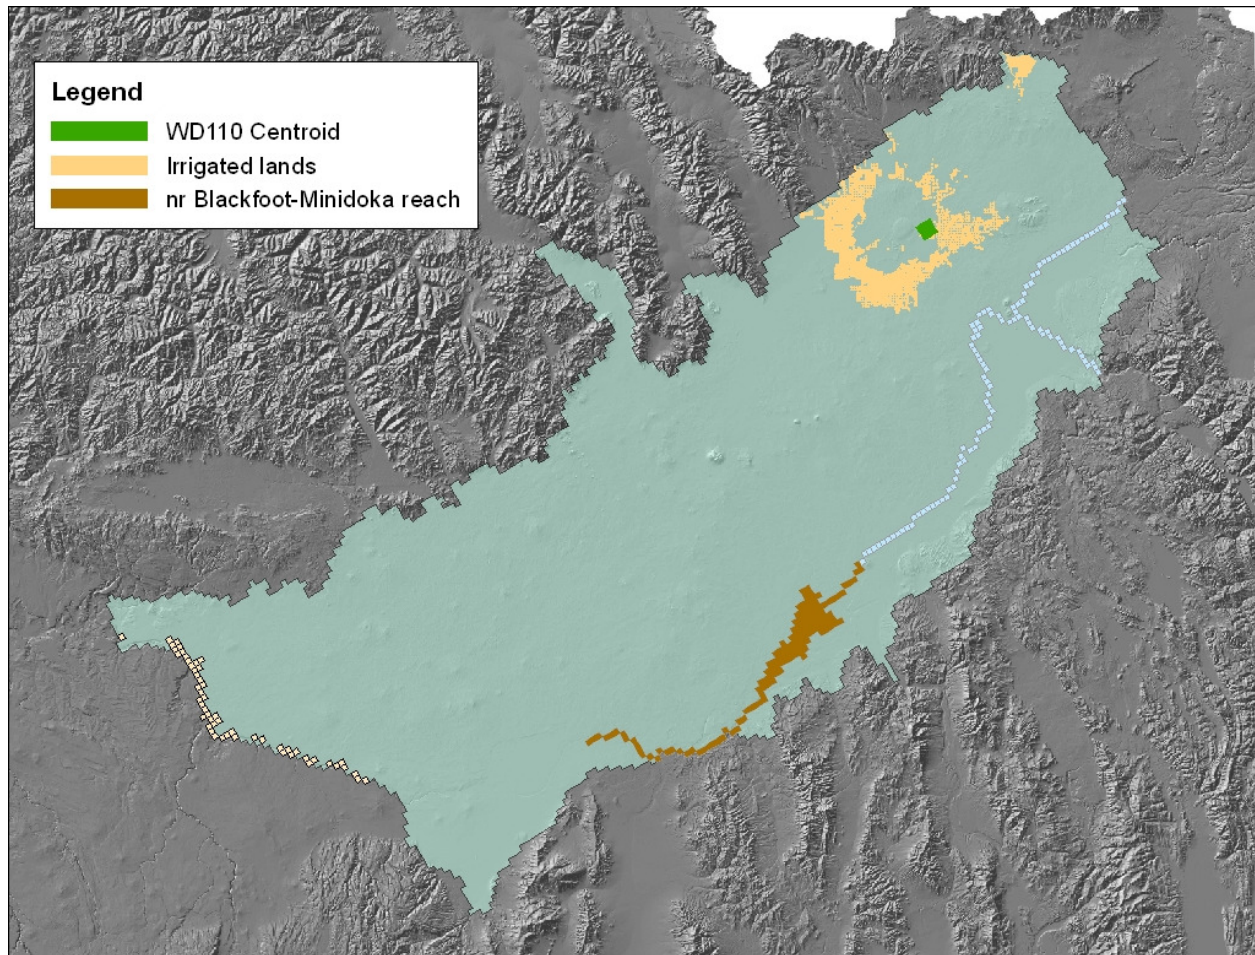 Legend
WD110 Centroid
Irrigated lands
nr Blackfoot-Minidoka reach